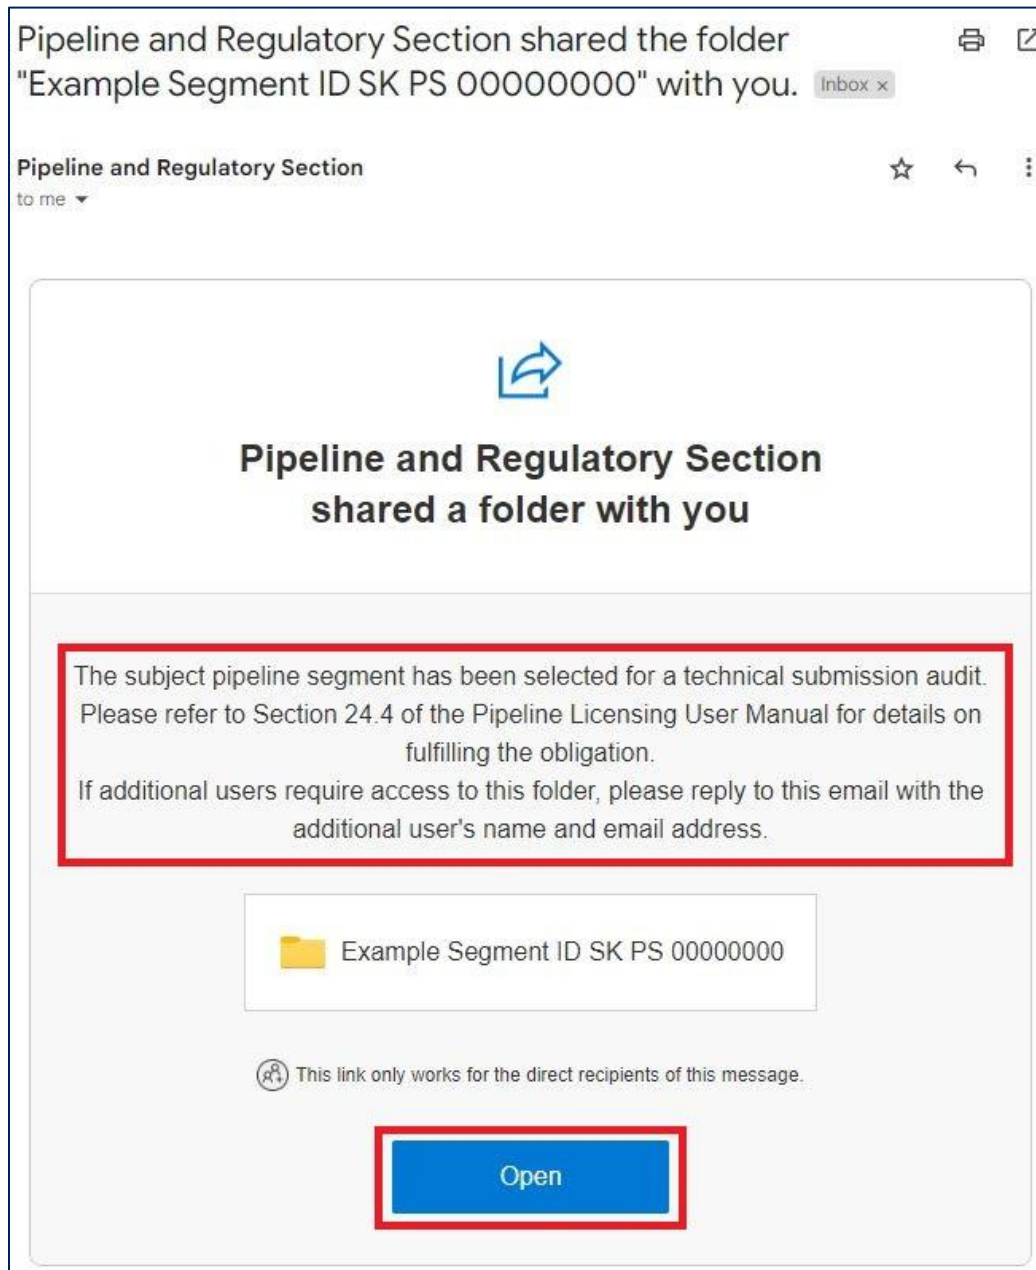 Pipeline and Regulatory Section shared the folder
"Example Segment ID SK PS 00000000" with you. Inbox x
Pipeline and Regulatory Section
to me
Pipeline and Regulatory Section
shared a folder with you
The subject pipeline segment has been selected for a technical submission audit.
Please refer to Section 24.4 of the Pipeline Licensing User Manual for details on
fulfilling the obligation.
If additional users require access to this folder, please reply to this email with the
additional user's name and email address.
Example Segment ID SK PS 00000000
This link only works for the direct recipients of this message.
Open